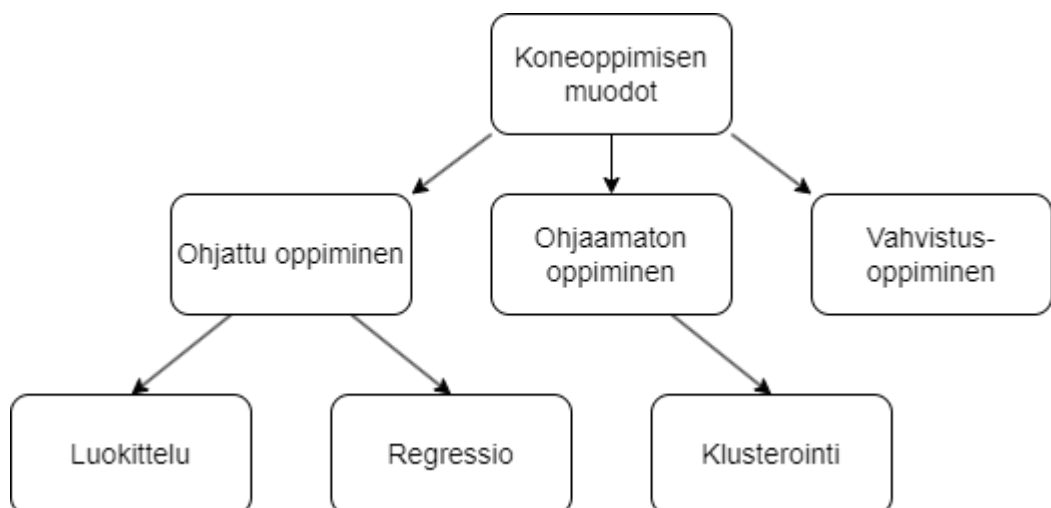 Koneoppimisen
muodot
Ohjattu oppiminen
Ohjaamaton
oppiminen
Vahvistus-
oppiminen
Luokittelu
Regressio
Klusterointi